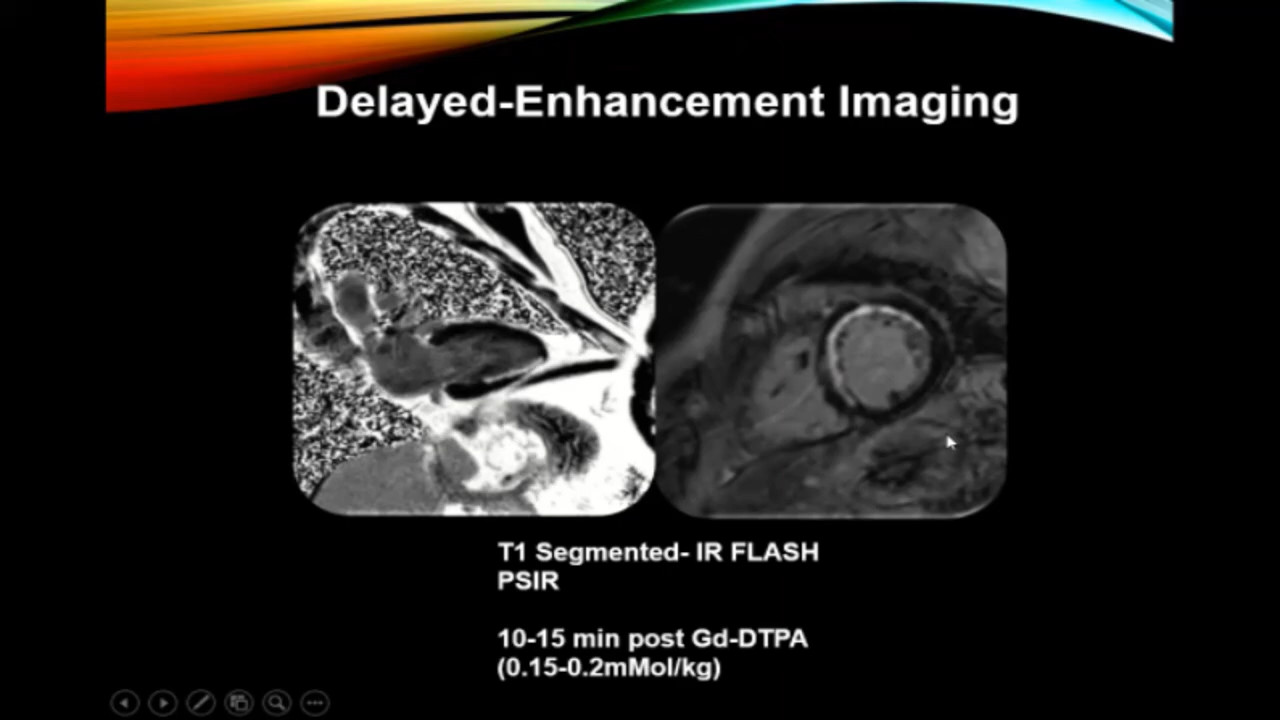 Delayed-Enhancement Imaging
T1 Segmented- IR FLASH
PSIR
10-15 min post Gd-DTPA
(0.15-0.2mMol/kg)